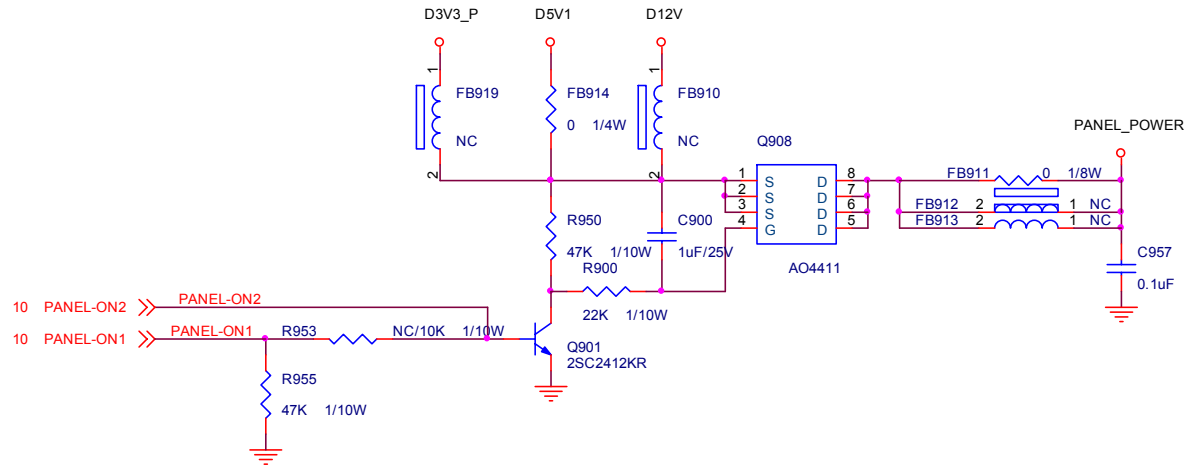 D3V3_P D5V1 D12V
1 1
FB919 FB914 FB910
NC 0 1/4W NC
2 2
PANEL_POWER
Q908
1 S D 8
2 S D 7
3 S D 6
4 G D 5
AO4411
FB911 0 1/8W
FB912 2 1 NC
FB913 2 1 NC
R950
47K 1/10W
C900
1uF/25V
R900
22K 1/10W
C957
0.1uF
10 PANEL-ON2 PANEL-ON2
10 PANEL-ON1 PANEL-ON1
R953 NC/10K 1/10W
Q901
2SC2412KR
R955
47K 1/10W